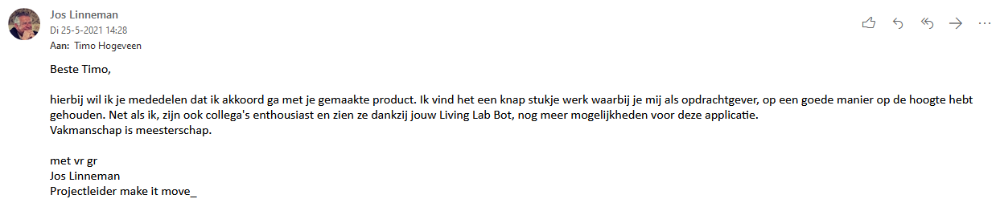 Jos Linneman
Di 25-5-2021 14:28
Aan: Timo Hogeveen
Beste Timo,
hierbij wil ik je mededelen dat ik akkoord ga met je gemaakte product. Ik vind het een knap stukje werk waarbij je mij als opdrachtgever, op een goede manier op de hoogte hebt
gehouden. Net als ik, zijn ook collega's enthousiast en zien ze dankzij jouw Living Lab Bot, nog meer mogelijkheden voor deze applicatie.
Vakmanschap is meesterschap.
met vr gr
Jos Linneman
Projectleider make it move_